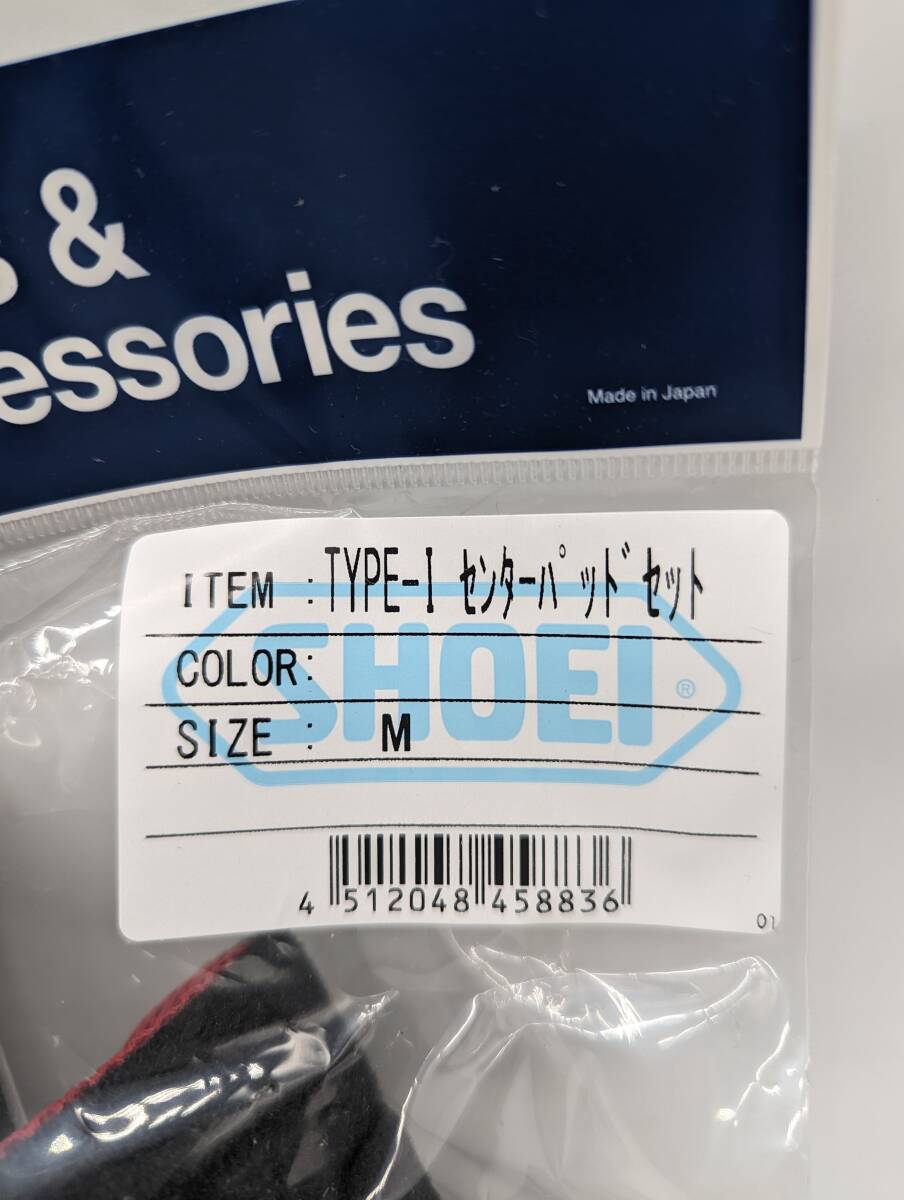 &
essories
Made in Japan
ITEM : TYPE-I ｾﾝﾀｰﾊﾟｯﾄﾞｾｯﾄ
COLOR:
SHOEI®
SIZE : M
4 512048 458836
01